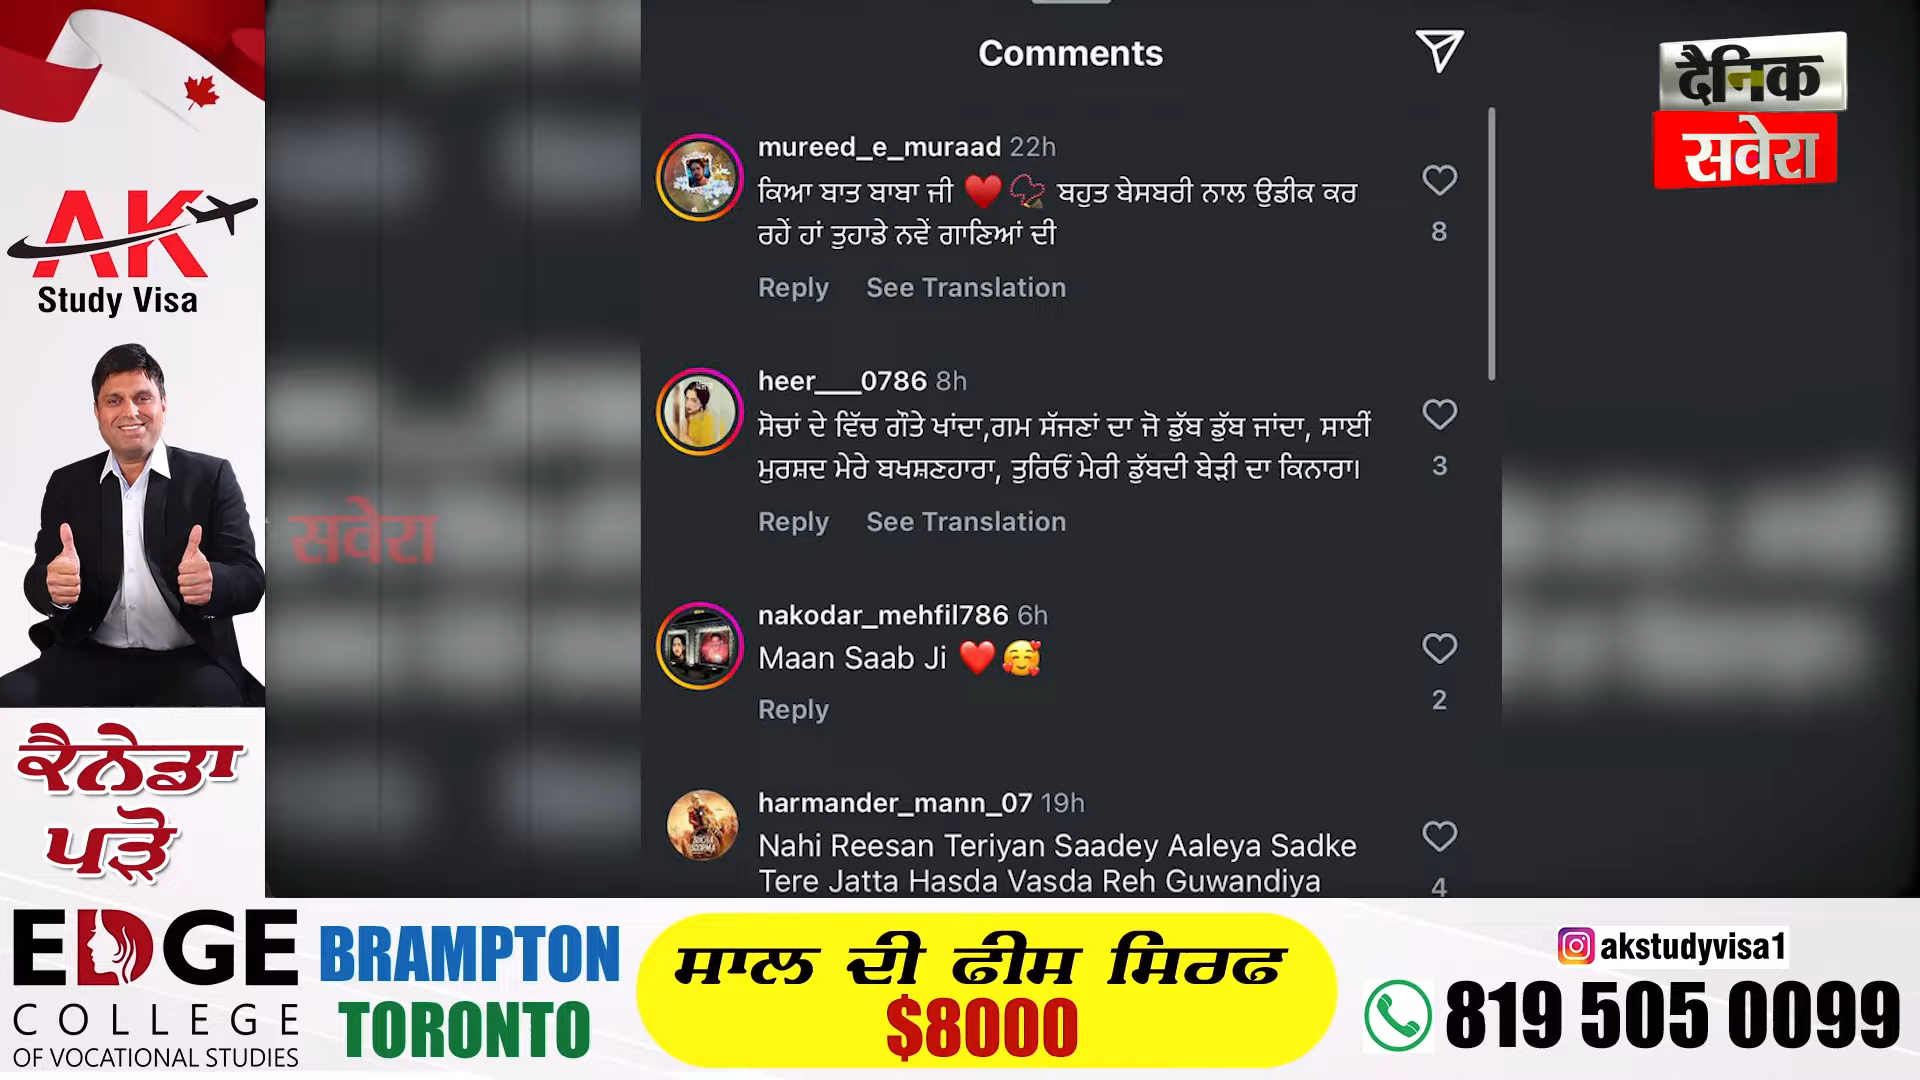 Comments
mureed_e_muraad 22h
ਕਿਆ ਬਾਤ ਬਾਬਾ ਜੀ ❤️📿 ਬਹੁਤ ਬੇਸਬਰੀ ਨਾਲ ਉਡੀਕ ਕਰ
ਰਹੇਂ ਹਾਂ ਤੁਹਾਡੇ ਨਵੇਂ ਗਾਣਿਆਂ ਦੀ
8
Reply See Translation
heer___0786 8h
ਸੋਚਾਂ ਦੇ ਵਿੱਚ ਗੌਤੇ ਖਾਂਦਾ,ਗਮ ਸੱਜਣਾਂ ਦਾ ਜੋ ਡੁੱਬ ਡੁੱਬ ਜਾਂਦਾ, ਸਾਈਂ
ਮੁਰਸ਼ਦ ਮੇਰੇ ਬਖਸ਼ਣਹਾਰਾ, ਤੁਰਿਓਂ ਮੇਰੀ ਡੁੱਬਦੀ ਬੇੜੀ ਦਾ ਕਿਨਾਰਾ।
3
Reply See Translation
nakodar_mehfil786 6h
Maan Saab Ji ❤️🥰
2
Reply
harmander_mann_07 19h
Nahi Reesan Teriyan Saadey Aaleya Sadke
Tere Jatta Hasda Vasda Reh Guwandiya
4
दैनिक
सवेरा
सवेरा
AK
Study Visa
ਕੈਨੇਡਾ
ਪੜੋ
EDGE
COLLEGE
OF VOCATIONAL STUDIES
BRAMPTON
TORONTO
ਸਾਲ ਦੀ ਫੀਸ ਸਿਰਫ
$8000
akstudyvisa1
819 505 0099